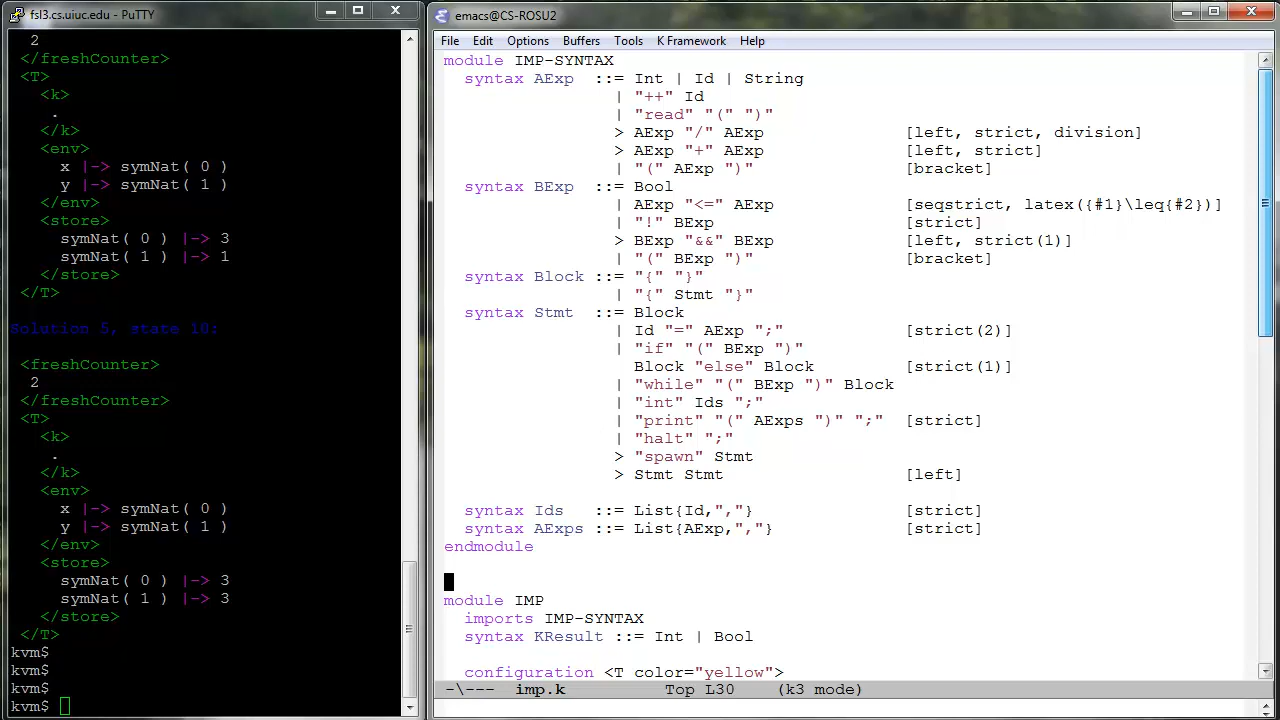 fsl3.cs.uiuc.edu - PuTTY
2
</freshCounter>
<T>
<k>
.
</k>
<env>
x |-> symNat( 0 )
y |-> symNat( 1 )
</env>
<store>
symNat( 0 ) |-> 3
symNat( 1 ) |-> 1
</store>
</T>
Solution 5, state 10:
<freshCounter>
2
</freshCounter>
<T>
<k>
.
</k>
<env>
x |-> symNat( 0 )
y |-> symNat( 1 )
</env>
<store>
symNat( 0 ) |-> 3
symNat( 1 ) |-> 3
</store>
</T>
kvm$
kvm$
kvm$
kvm$
emacs@CS-ROSU2
File Edit Options Buffers Tools K Framework Help
module IMP-SYNTAX
syntax AExp ::= Int | Id | String
| "++" Id
| "read" "(" ")"
> AExp "/" AExp [left, strict, division]
> AExp "+" AExp [left, strict]
| "(" AExp ")" [bracket]
syntax BExp ::= Bool
| AExp "<=" AExp [seqstrict, latex({#1}\leq{#2})]
| "!" BExp [strict]
> BExp "&&" BExp [left, strict(1)]
| "(" BExp ")" [bracket]
syntax Block ::= "{" "}"
| "{" Stmt "}"
syntax Stmt ::= Block
| Id "=" AExp ";" [strict(2)]
| "if" "(" BExp ")"
Block "else" Block [strict(1)]
| "while" "(" BExp ")" Block
| "int" Ids ";"
| "print" "(" AExps ")" ";" [strict]
| "halt" ";"
> "spawn" Stmt
> Stmt Stmt [left]
syntax Ids ::= List{Id,","} [strict]
syntax AExps ::= List{AExp,","} [strict]
endmodule
module IMP
imports IMP-SYNTAX
syntax KResult ::= Int | Bool
configuration <T color="yellow">
-\--- imp.k Top L30 (k3 mode)